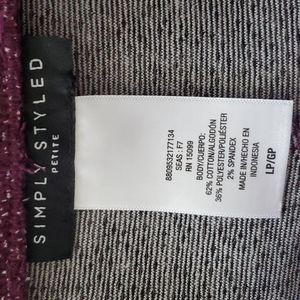 SIMPLY STYLED
PETITE
8809532177134
SEAS : F7
RN 15099
BODY/CUERPO:
62% COTTON/ALGODÓN
36% POLYESTER/POLIÉSTER
2% SPANDEX
MADE IN/HECHO EN
INDONESIA
LP/GP